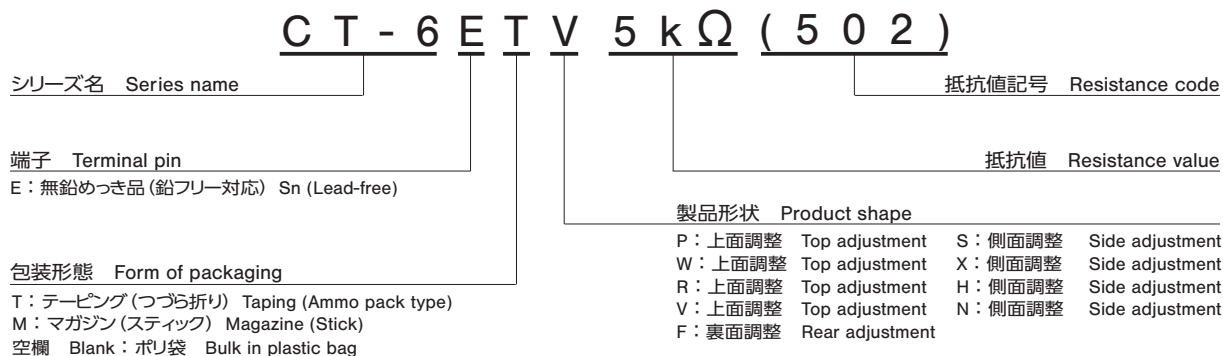 CT-6ETV 5kΩ (502)
シリーズ名 Series name
抵抗値記号 Resistance code
端子 Terminal pin
E：無鉛めっき品（鉛フリー対応） Sn (Lead-free)
抵抗値 Resistance value
製品形状 Product shape
P：上面調整 Top adjustment S：側面調整 Side adjustment
W：上面調整 Top adjustment X：側面調整 Side adjustment
R：上面調整 Top adjustment H：側面調整 Side adjustment
V：上面調整 Top adjustment N：側面調整 Side adjustment
F：裏面調整 Rear adjustment
包装形態 Form of packaging
T：テーピング（つづら折り） Taping (Ammo pack type)
M：マガジン（スティック） Magazine (Stick)
空欄 Blank：ポリ袋 Bulk in plastic bag